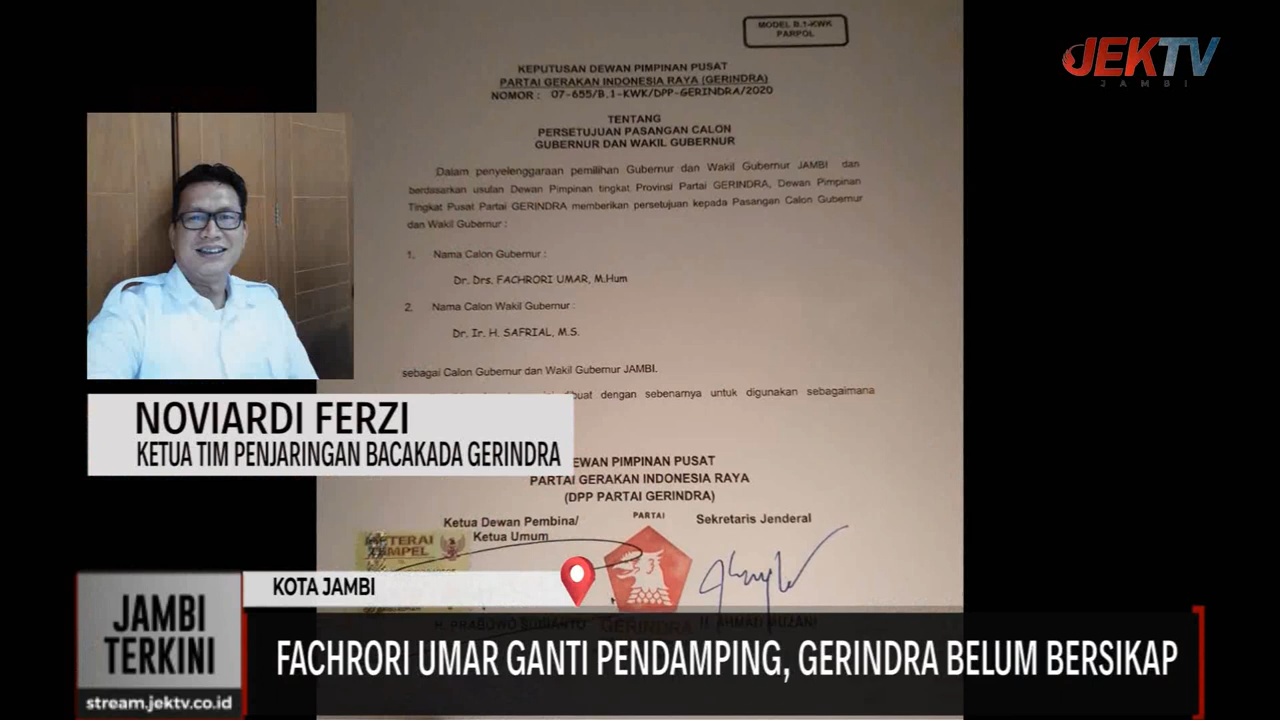 MODEL B.1-KWK
PARPOL
JEKTV
JAMBI
KEPUTUSAN DEWAN PIMPINAN PUSAT
PARTAI GERAKAN INDONESIA RAYA (GERINDRA)
NOMOR : 07-655/B.1-KWK/DPP-GERINDRA/2020
TENTANG
PERSETUJUAN PASANGAN CALON
GUBERNUR DAN WAKIL GUBERNUR
Dalam penyelenggaraan pemilihan Gubernur dan Wakil Gubernur JAMBI dan
berdasarkan usulan Dewan Pimpinan tingkat Provinsi Partai GERINDRA, Dewan Pimpinan
Tingkat Pusat Partai GERINDRA memberikan persetujuan kepada Pasangan Calon Gubernur
dan Wakil Gubernur :
1. Nama Calon Gubernur :
Dr. Drs. FACHRORI UMAR, M.Hum
2. Nama Calon Wakil Gubernur :
Dr. Ir. H. SAFRIAL, M.S.
sebagai Calon Gubernur dan Wakil Gubernur JAMBI.
dengan sebenarnya untuk digunakan sebagaimana
NOVIARDI FERZI
KETUA TIM PENJARINGAN BACAKADA GERINDRA
EWAN PIMPINAN PUSAT
PARTAI GERAKAN INDONESIA RAYA
(DPP PARTAI GERINDRA)
Ketua Dewan Pembina/
Ketua Umum
PARTAI
Sekretaris Jenderal
METERAI
TEMPEL
GERINDRA
H. PRABOWO SUBIANTO
H. AHMAD MUZANI
KOTA JAMBI
JAMBI
TERKINI
stream.jektv.co.id
FACHRORI UMAR GANTI PENDAMPING, GERINDRA BELUM BERSIKAP